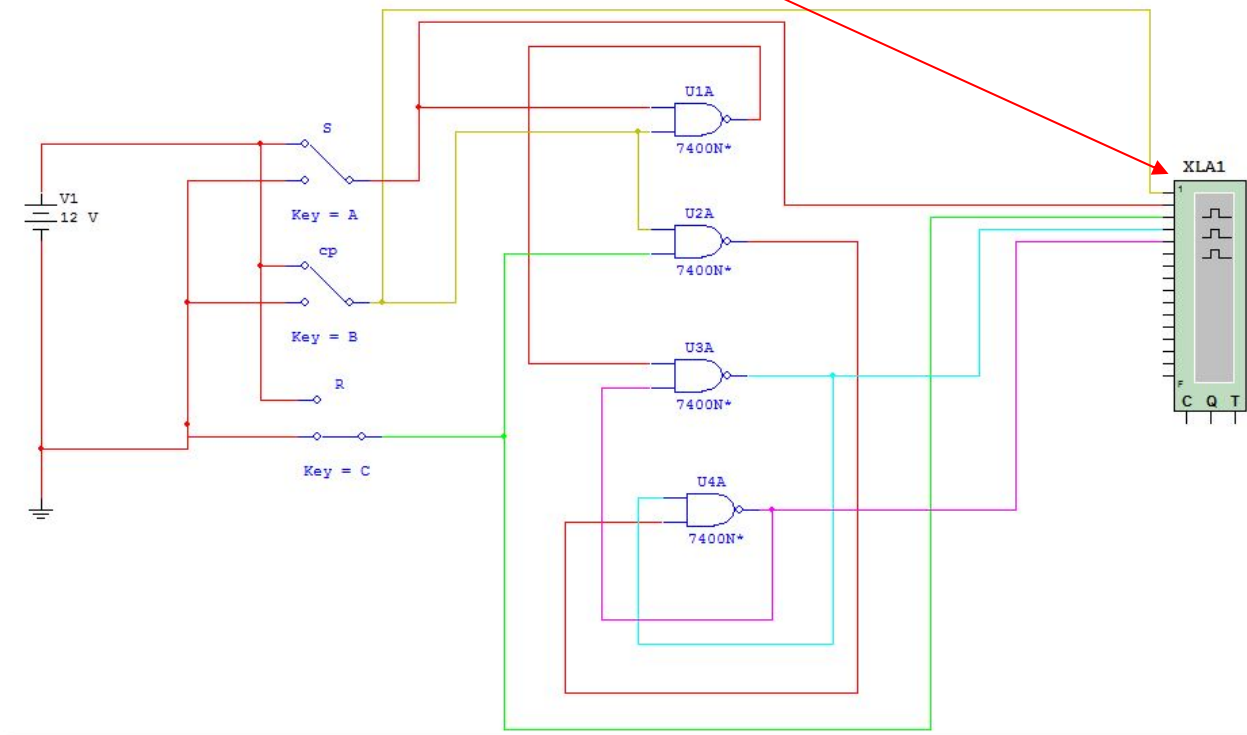 S
Key = A
cp
Key = B
R
Key = C
V1
12 V
U1A
7400N*
U2A
7400N*
U3A
7400N*
U4A
7400N*
XLA1
1
F
C Q T